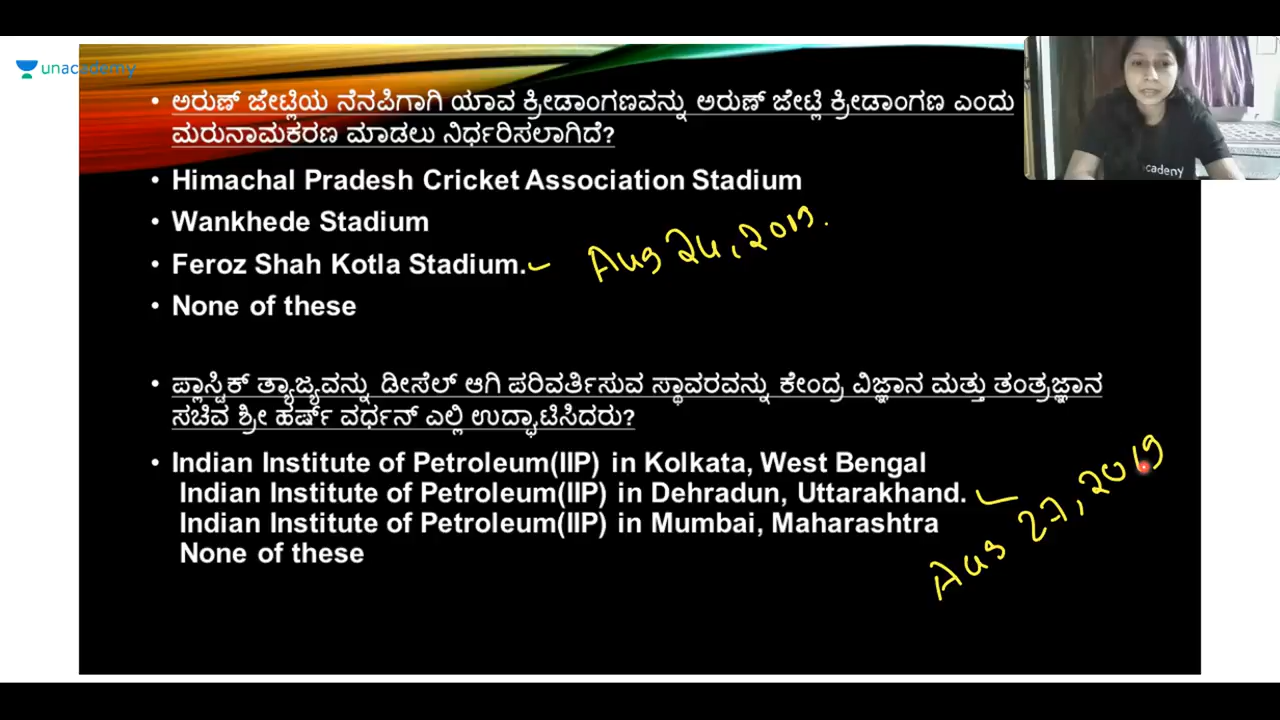 unacademy
• ಅರುಣ್ ಜೇಟ್ಲಿಯ ನೆನಪಿಗಾಗಿ ಯಾವ ಕ್ರೀಡಾಂಗಣವನ್ನು ಅರುಣ್ ಜೇಟ್ಲಿ ಕ್ರೀಡಾಂಗಣ ಎಂದು
ಮರುನಾಮಕರಣ ಮಾಡಲು ನಿರ್ಧರಿಸಲಾಗಿದೆ?
• Himachal Pradesh Cricket Association Stadium
• Wankhede Stadium
• Feroz Shah Kotla Stadium.
Aug 24, 2019.
• None of these
• ಪ್ಲಾಸ್ಟಿಕ್ ತ್ಯಾಜ್ಯವನ್ನು ಡೀಸೆಲ್ ಆಗಿ ಪರಿವರ್ತಿಸುವ ಸ್ಥಾವರವನ್ನು ಕೇಂದ್ರ ವಿಜ್ಞಾನ ಮತ್ತು ತಂತ್ರಜ್ಞಾನ
ಸಚಿವ ಶ್ರೀ ಹರ್ಷ್ ವರ್ಧನ್ ಎಲ್ಲಿ ಉದ್ಘಾಟಿಸಿದರು?
• Indian Institute of Petroleum(IIP) in Kolkata, West Bengal
Indian Institute of Petroleum(IIP) in Dehradun, Uttarakhand.
Indian Institute of Petroleum(IIP) in Mumbai, Maharashtra
None of these
Aug 27, 2019